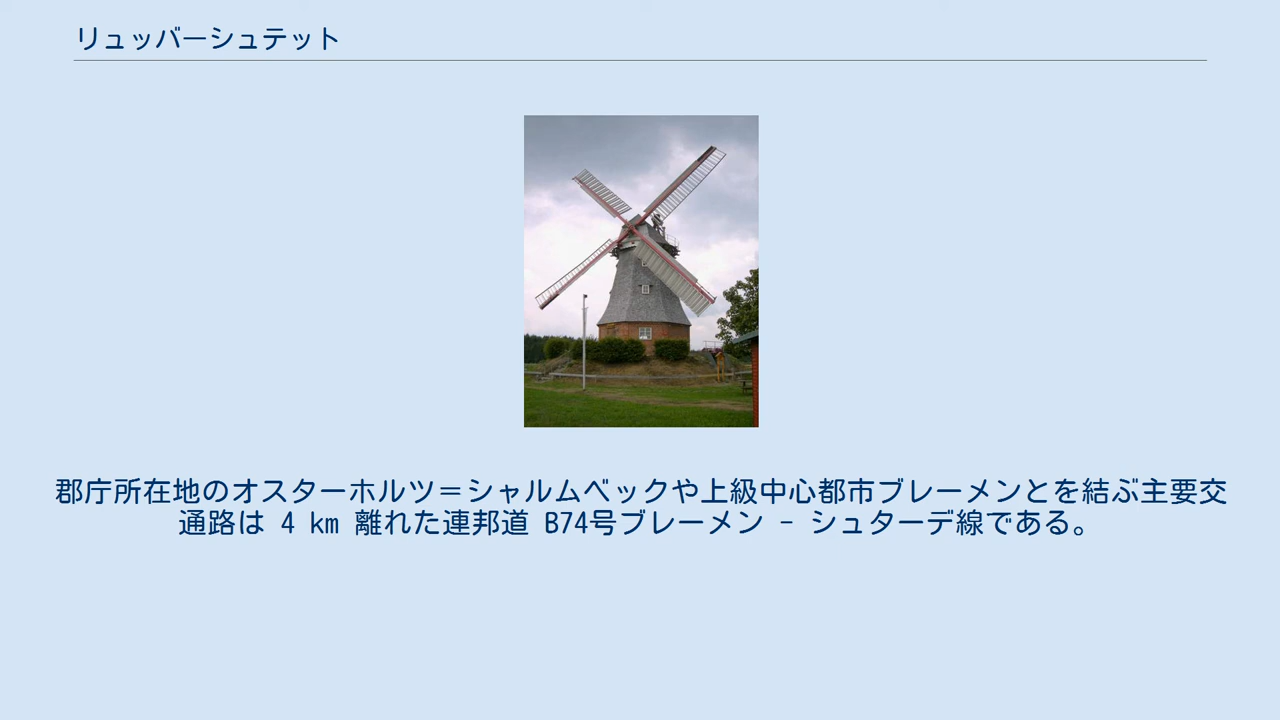 リュッバーシュテット
郡庁所在地のオスターホルツ＝シャルムベックや上級中心都市ブレーメンとを結ぶ主要交
通路は 4 km 離れた連邦道 B74号ブレーメン - シュターデ線である。